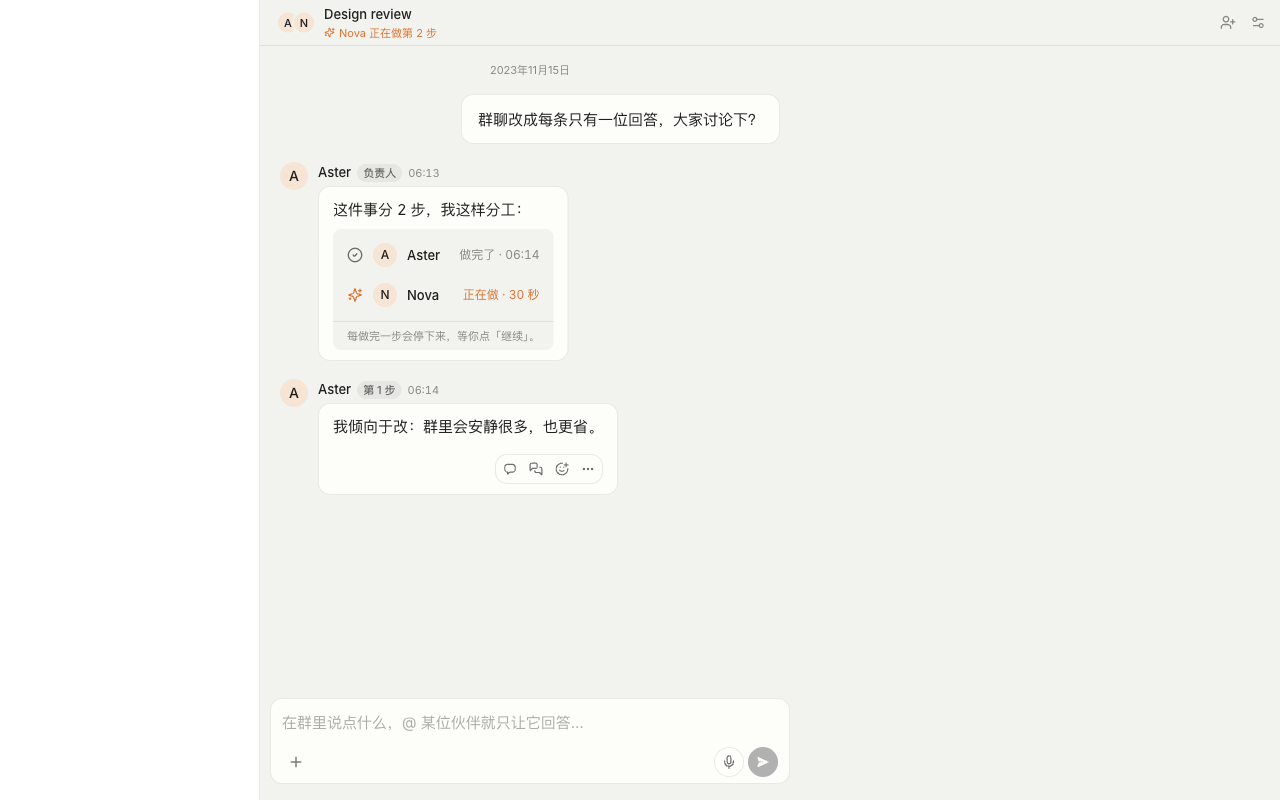 A N Design review
Nova 正在做第 2 步
2023年11月15日
群聊改成每条只有一位回答，大家讨论下？
A Aster 负责人 06:13
这件事分 2 步，我这样分工：
A Aster 做完了 · 06:14
N Nova 正在做 · 30 秒
每做完一步会停下来，等你点「继续」。
A Aster 第 1 步 06:14
我倾向于改：群里会安静很多，也更省。
在群里说点什么，@ 某位伙伴就只让它回答...